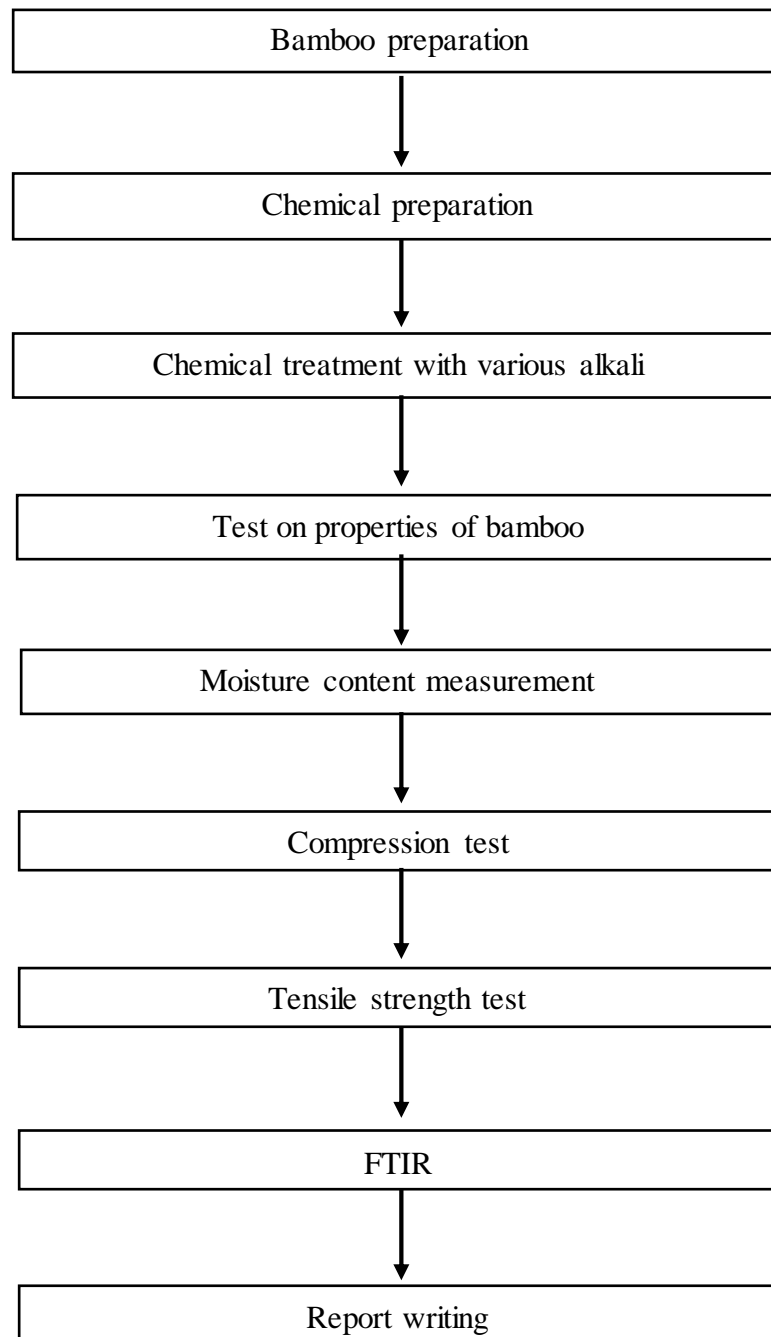 Bamboo preparation
Chemical preparation
Chemical treatment with various alkali
Test on properties of bamboo
Moisture content measurement
Compression test
Tensile strength test
FTIR
Report writing